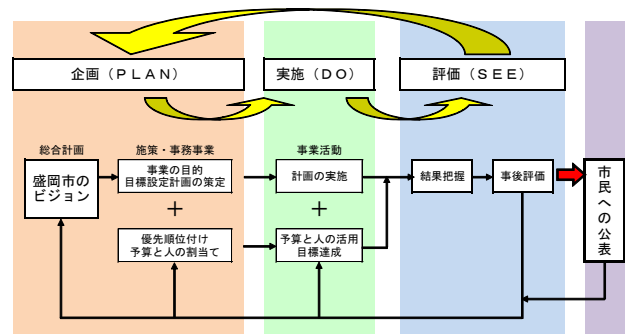 企画（ＰＬＡＮ）
実施（ＤＯ）
評価（ＳＥＥ）
総合計画
施策・事務事業
事業活動
盛岡市の
ビジョン
事業の目的
目標設定計画の策定
計画の実施
結果把握
事後評価
市民への公表
＋
＋
優先順位付け
予算と人の割当て
予算と人の活用
目標達成